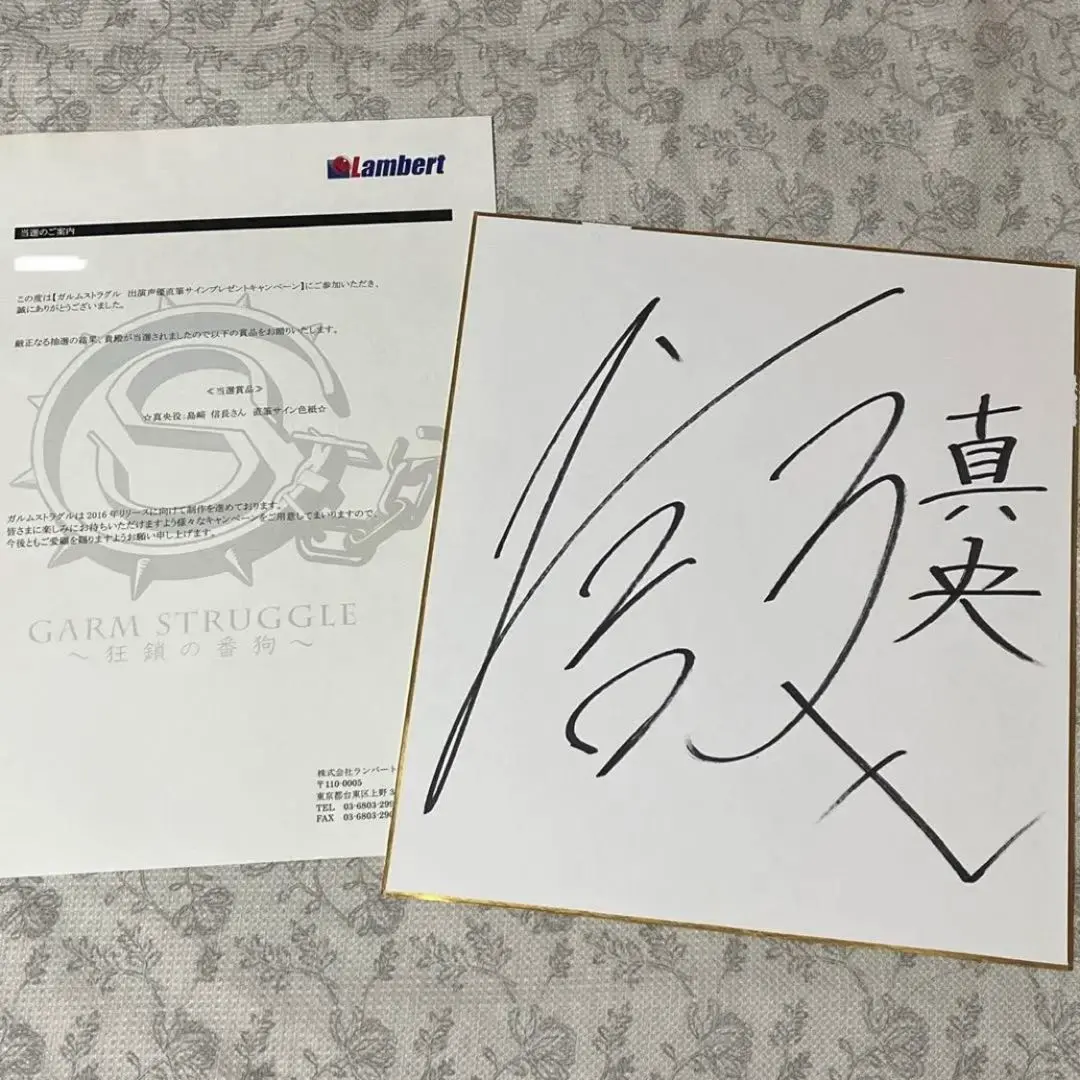 Lambert
当選のご案内
この度は【ガルムストラグル 出演声優直筆サインプレゼントキャンペーン】にご参加いただき、
誠にありがとうございました。
厳正なる抽選の結果、貴殿が当選されましたので以下の賞品をお贈りいたします。
≪当選賞品≫
☆真央役:島﨑 信長さん 直筆サイン色紙☆
ガルムストラグルは2016年リリースに向けて制作を進めております。
皆さまに楽しみにお待ちいただけますよう様々なキャンペーンをご用意してまいりますので、
今後ともご愛顧を賜りますようお願い申し上げます。
GARM STRUGGLE
~狂鎖の番狗~
株式会社ランバート
〒110-0005
東京都台東区上野3
TEL 03-6803-299
FAX 03-6803-290
真央